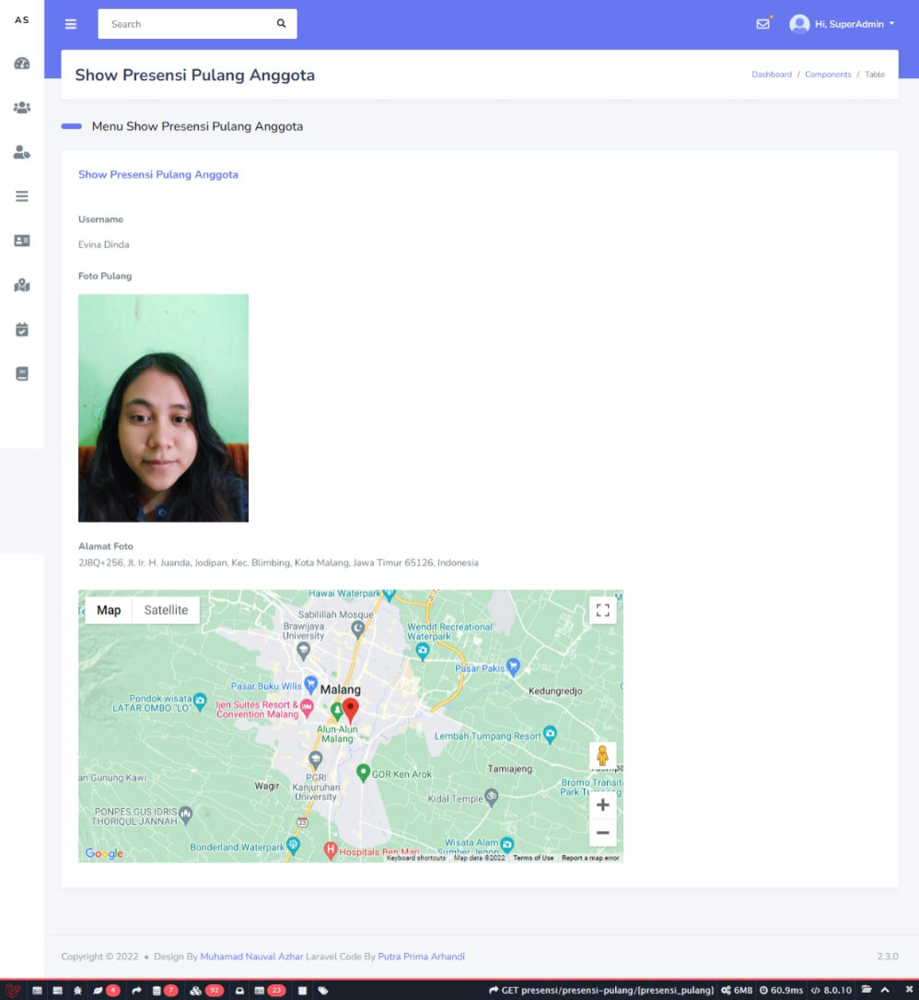 AS
Search
Hi, SuperAdmin
Show Presensi Pulang Anggota
Dashboard / Components / Table
Menu Show Presensi Pulang Anggota
Show Presensi Pulang Anggota
Username
Evina Dinda
Foto Pulang
Alamat Foto
2J8Q+256, Jl. Ir. H. Juanda, Jodipan, Kec. Blimbing, Kota Malang, Jawa Timur 65126, Indonesia
Map
Satellite
Hawai Waterpark
Sabilillah Mosque
Brawijaya
University
Wendit Recreational
Waterpark
Pasar Pakis
Pasar Buku Wilis
Malang
Kedungrejo
Pondok wisata
LATAR OMBO "LO"
Ijen Suites Resort &
Convention Malang
Alun-Alun
Malang
Lembah Tumpang Resort
an Gunung Kawi
PGRI
Kanjuruhan
University
Wagir
GOR Ken Arok
Tamiajeng
Bromo Transit
Kidal Temple
PONPES GUS IDRIS
THORIQUL JANNAH
23
Bonderland Waterpark
Hospitals Ben Mari
Wisata Alam
Google
Keyboard shortcuts
Map data ©2022
Terms of Use
Report a map error
Copyright © 2022 • Design By Muhamad Nauval Azhar Laravel Code By Putra Prima Arhandi
2.3.0
4
7
92
23
GET presensi/presensi-pulang/{presensi_pulang}
6MB
60.9ms
8.0.10